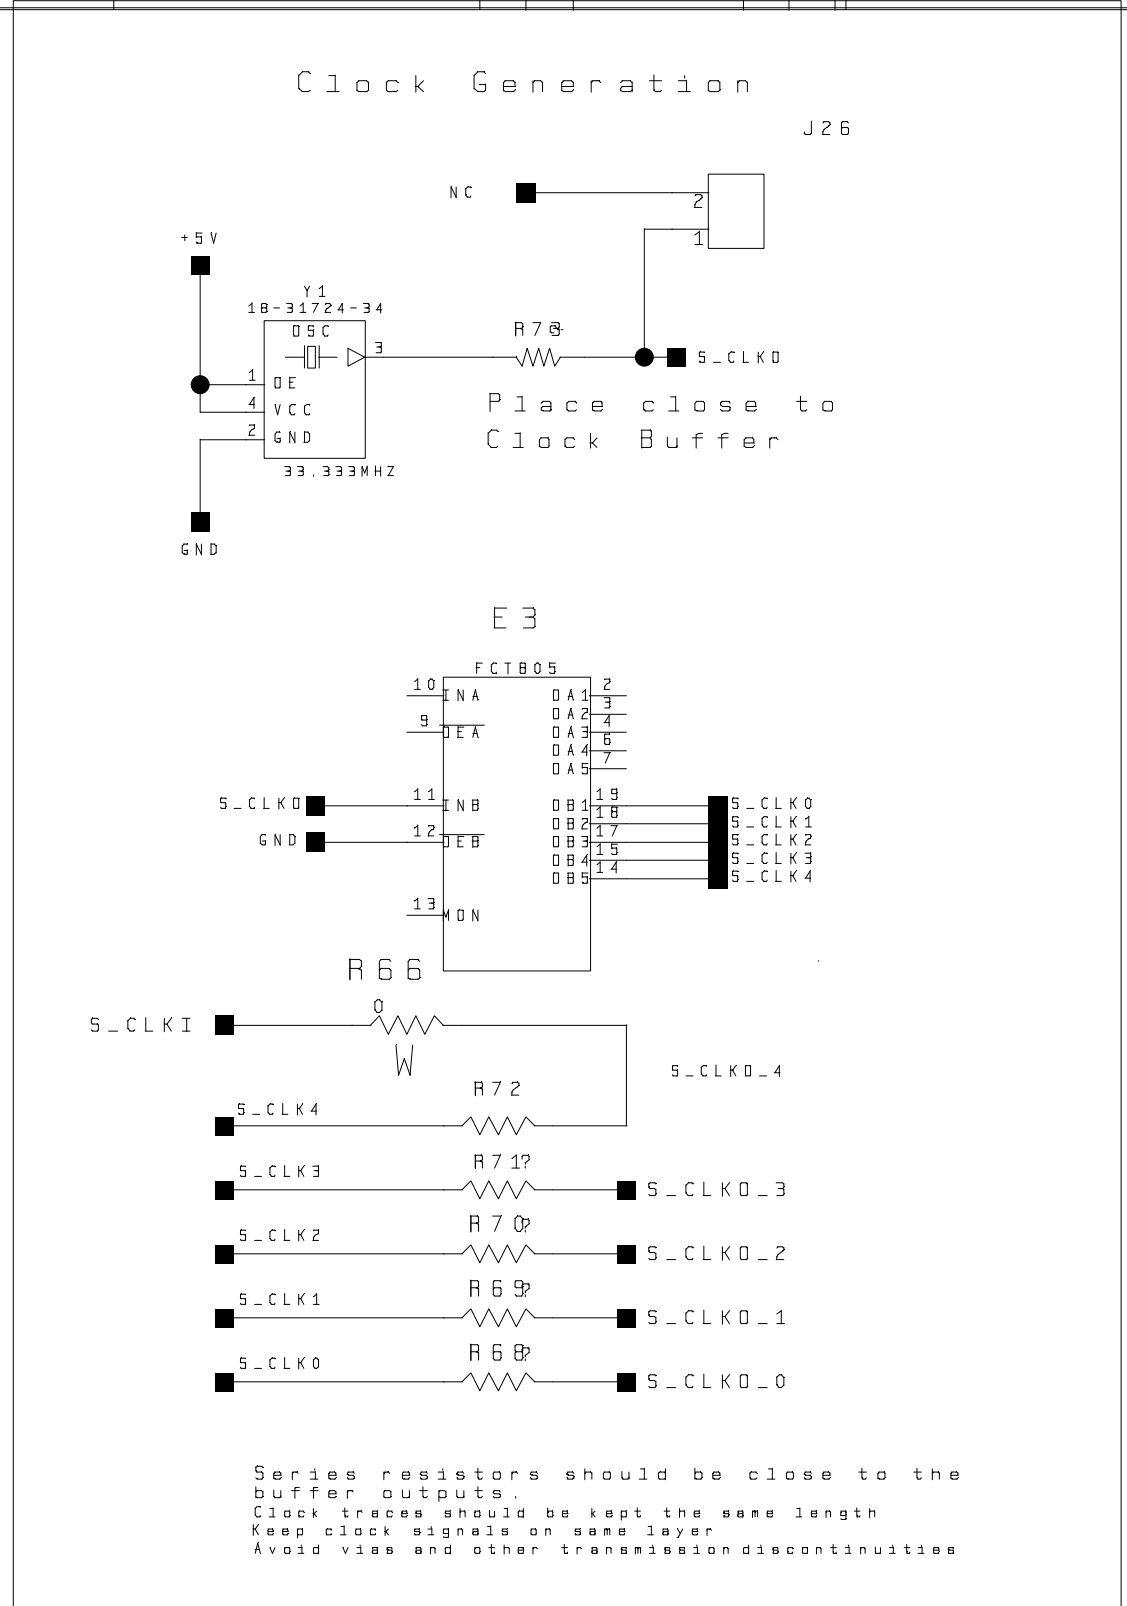 Clock Generation
J26
NC
2
1
+5V
Y1
18-31724-34
OSC
3
1
OE
4
VCC
2
GND
33.333MHZ
GND
S_CLKO
Place close to
Clock Buffer
E3
FCT805
10 INA OA1 2
OA2 3
9 OEA OA3 4
OA4 6
OA5 7
S_CLKO 11 INB OB1 19 S_CLK0
OB2 18 S_CLK1
GND 12 OEB OB3 17 S_CLK2
OB4 15 S_CLK3
OB5 14 S_CLK4
13 MON
R66
0
S_CLKI
W
S_CLKO_4
R72
S_CLK4
R71?
S_CLK3 S_CLKO_3
R70?
S_CLK2 S_CLKO_2
R69?
S_CLK1 S_CLKO_1
R68?
S_CLK0 S_CLKO_0
Series resistors should be close to the
buffer outputs.
Clock traces should be kept the same length
Keep clock signals on same layer
Avoid vias and other transmission discontinuities